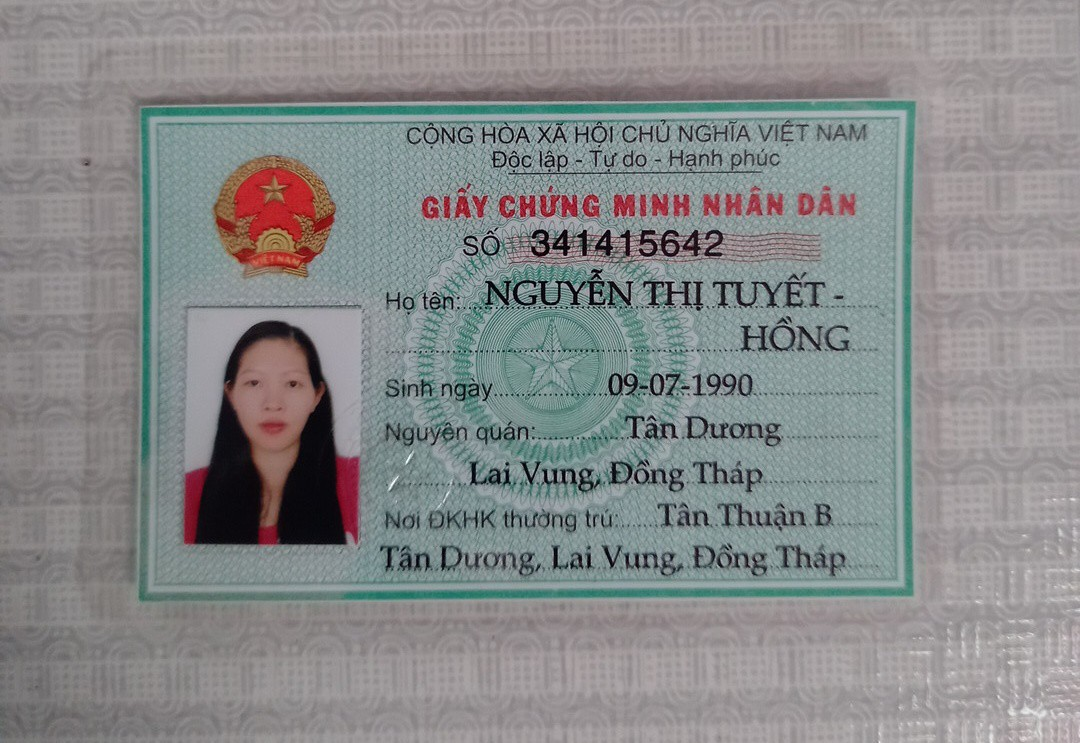 CỘNG HÒA XÃ HỘI CHỦ NGHĨA VIỆT NAM
Độc lập - Tự do - Hạnh phúc
GIẤY CHỨNG MINH NHÂN DÂN
SỐ 341415642
Họ tên: NGUYỄN THỊ TUYẾT -
HỒNG
Sinh ngày 09-07-1990
Nguyên quán: Tân Dương
Lai Vung, Đồng Tháp
Nơi ĐKHK thường trú: Tân Thuận B
Tân Dương, Lai Vung, Đồng Tháp
VIỆT NAM